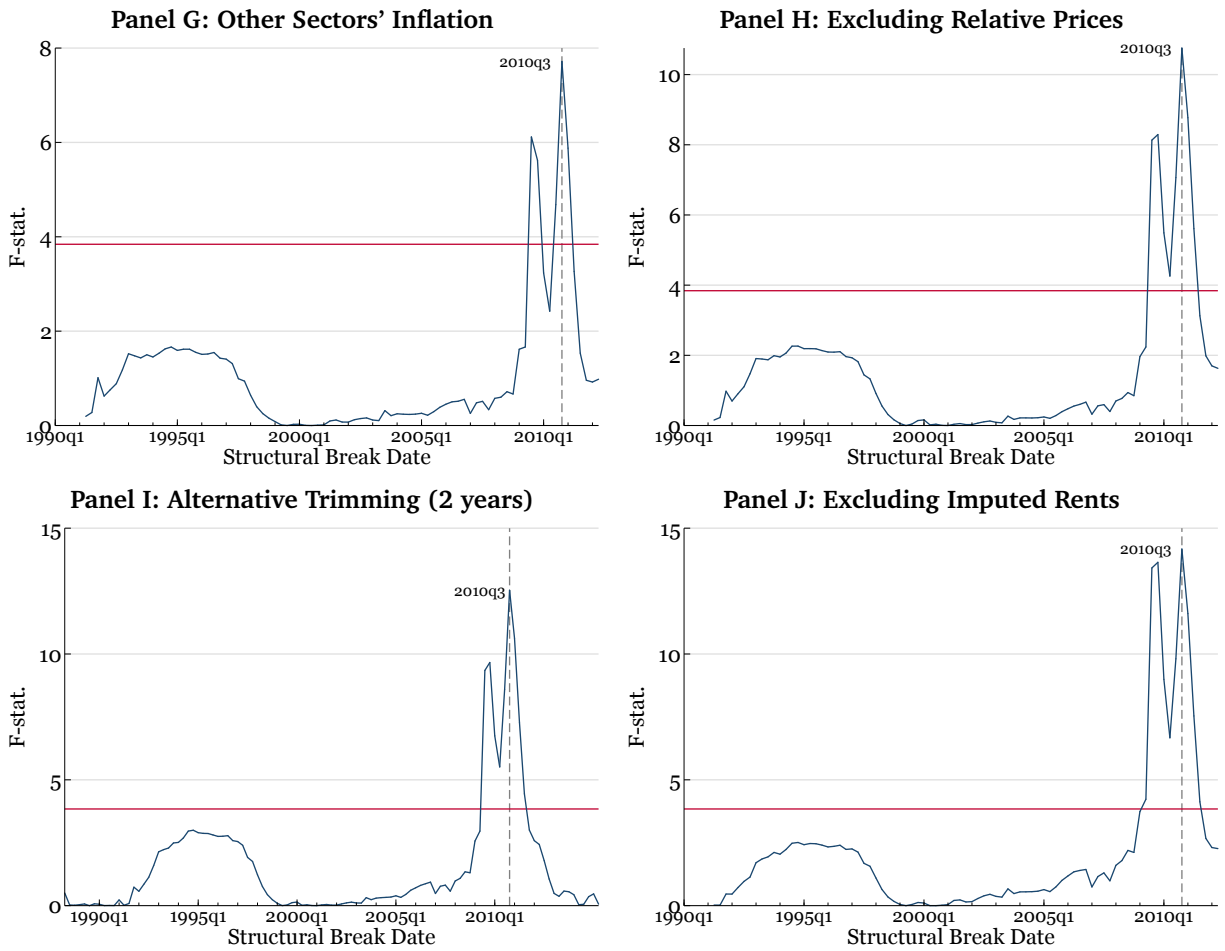 Panel G: Other Sectors' Inflation
8
6
4
2
0
F-stat.
2010q3
1990q1 1995q1 2000q1 2005q1 2010q1
Structural Break Date
Panel H: Excluding Relative Prices
10
8
6
4
2
0
F-stat.
2010q3
1990q1 1995q1 2000q1 2005q1 2010q1
Structural Break Date
Panel I: Alternative Trimming (2 years)
15
10
5
0
F-stat.
2010q3
1990q1 1995q1 2000q1 2005q1 2010q1
Structural Break Date
Panel J: Excluding Imputed Rents
15
10
5
0
F-stat.
2010q3
1990q1 1995q1 2000q1 2005q1 2010q1
Structural Break Date